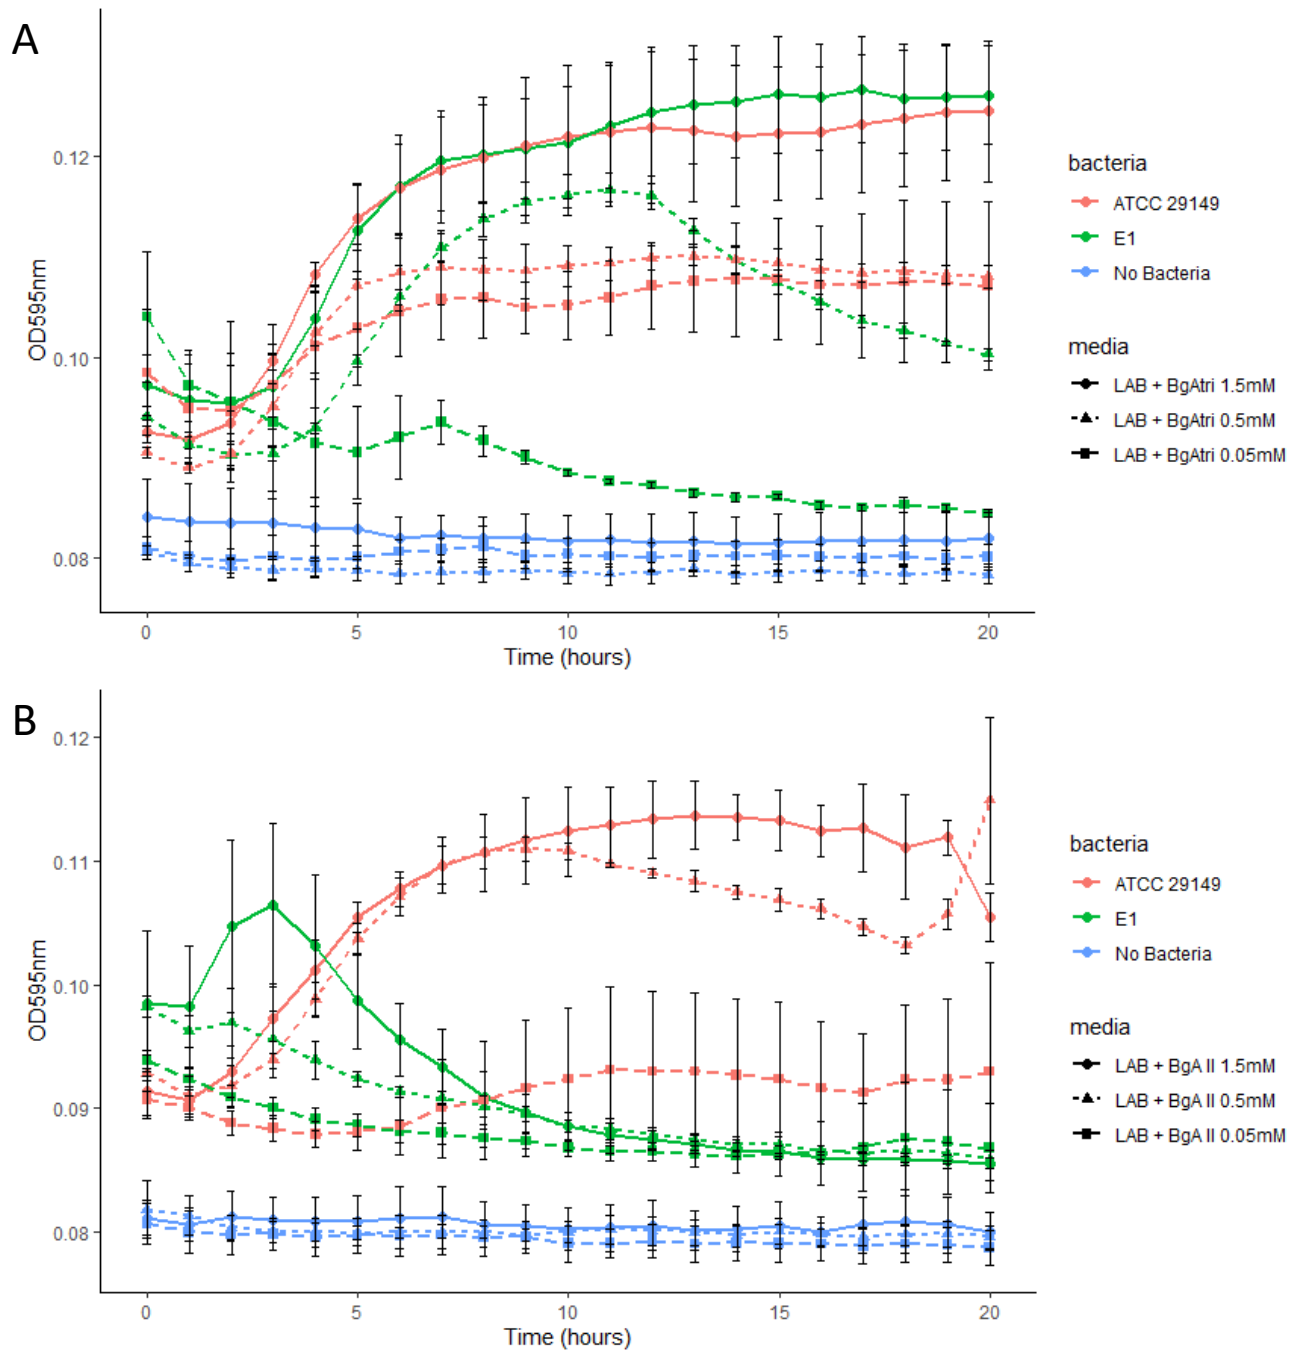 A
0.12
0.10
0.08
OD595nm
0 5 10 15 20
Time (hours)
bacteria
ATCC 29149
E1
No Bacteria
media
LAB + BgAtri 1.5mM
LAB + BgAtri 0.5mM
LAB + BgAtri 0.05mM
B
0.12
0.11
0.10
0.09
0.08
OD595nm
0 5 10 15 20
Time (hours)
bacteria
ATCC 29149
E1
No Bacteria
media
LAB + BgA II 1.5mM
LAB + BgA II 0.5mM
LAB + BgA II 0.05mM